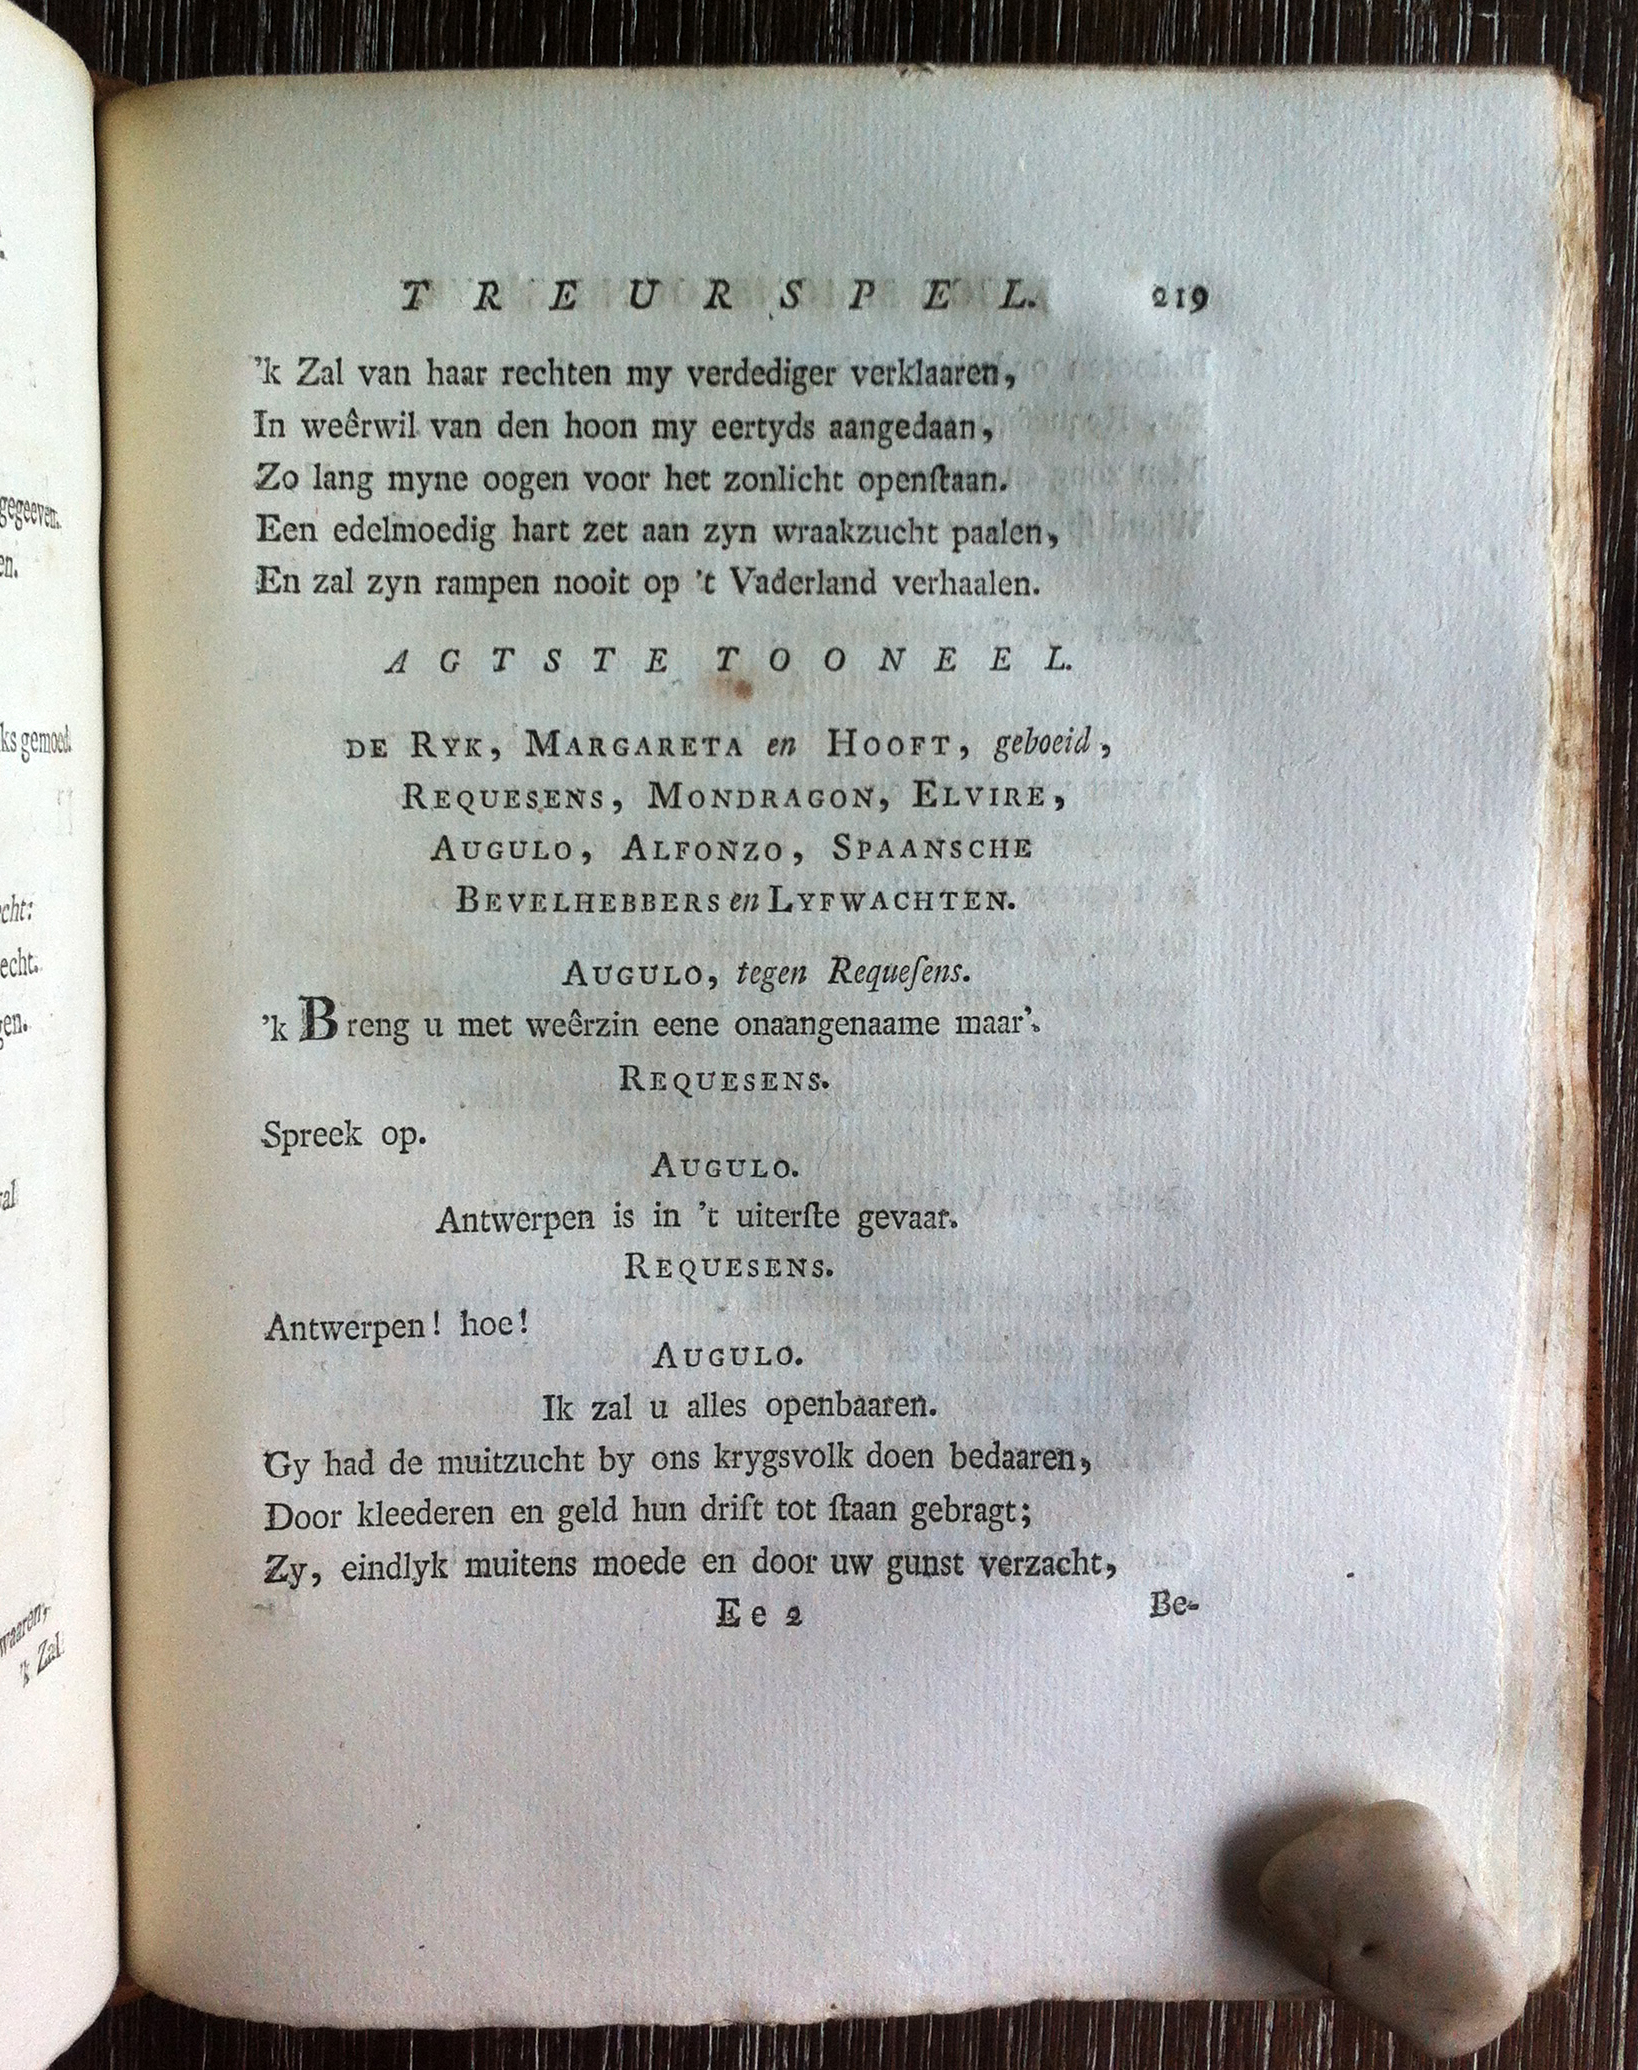 TREURSPEL. 219
’k Zal van haar rechten my verdediger verklaaren,
In weêrwil van den hoon my eertyds aangedaan,
Zo lang myne oogen voor het zonlicht openſtaan.
Een edelmoedig hart zet aan zyn wraakzucht paalen,
En zal zyn rampen nooit op ’t Vaderland verhaalen.
AGTSTE TOONEEL.
DE RYK, MARGARETA en HOOFT, geboeid,
REQUESENS, MONDRAGON, ELVIRE,
AUGULO, ALFONZO, SPAANSCHE
BEVELHEBBERS en LYFWACHTEN.
AUGULO, tegen Requeſens.
’k Breng u met weêrzin eene onaangenaame maar’.
REQUESENS.
Spreek op.
AUGULO.
Antwerpen is in ’t uiterſte gevaar.
REQUESENS.
Antwerpen! hoe!
AUGULO.
Ik zal u alles openbaaren.
Gy had de muitzucht by ons krygsvolk doen bedaaren,
Door kleederen en geld hun drift tot ſtaan gebragt;
Zy, eindlyk muitens moede en door uw gunst verzacht,
Ee 2 Be-
gegeeven.
gemoed.
’k Zal